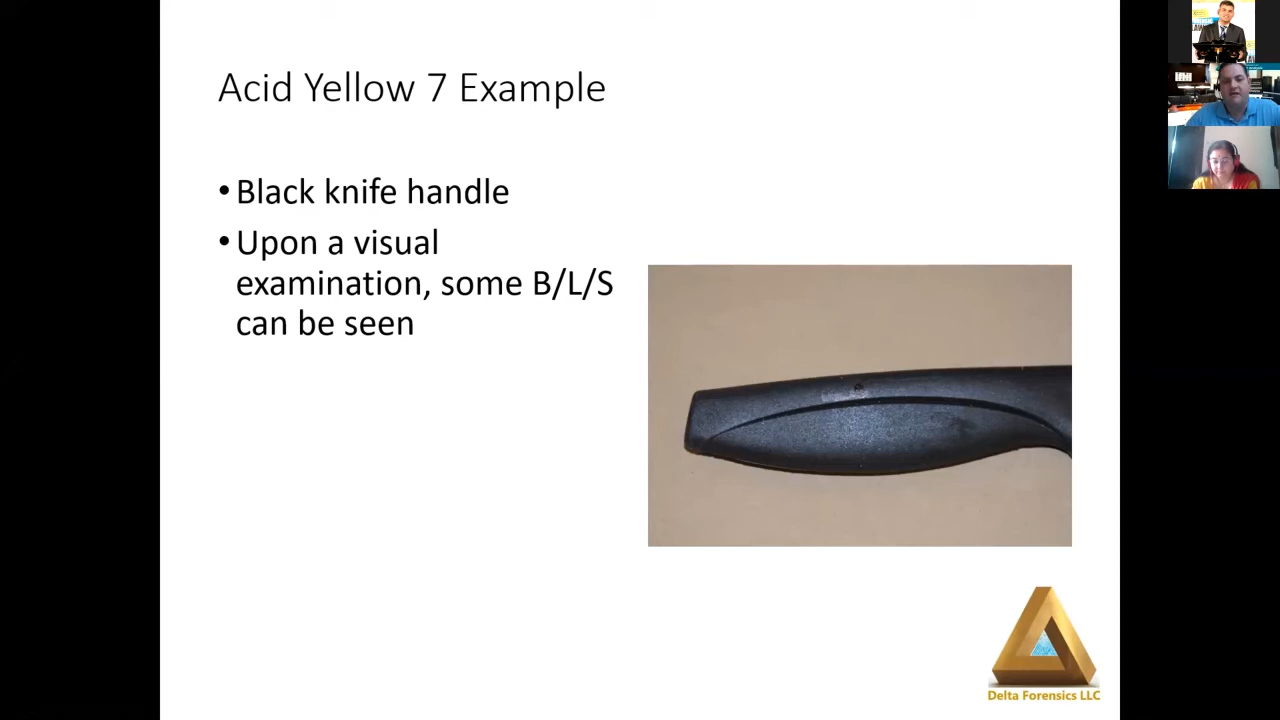 Acid Yellow 7 Example
•Black knife handle
•Upon a visual
examination, some B/L/S
can be seen
Delta Forensics LLC